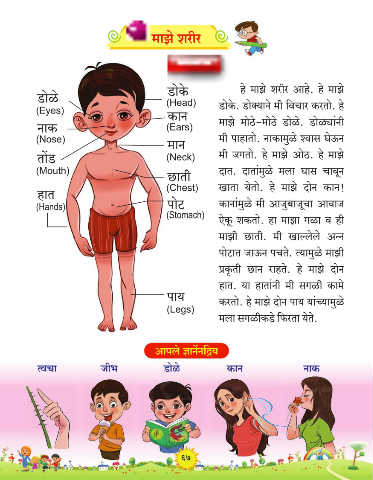 माझे शरीर
डोळे
(Eyes)
नाक
(Nose)
तोंड
(Mouth)
हात
(Hands)
डोके
(Head)
कान
(Ears)
मान
(Neck)
छाती
(Chest)
पोट
(Stomach)
पाय
(Legs)
हे माझे शरीर आहे. हे माझे
डोके. डोक्याने मी विचार करतो. हे
माझे मोठे-मोठे डोळे. डोळ्यांनी
मी पाहातो. नाकामुळे श्वास घेऊन
मी जगतो. हे माझे ओठ. हे माझे
दात. दातांमुळे मला घास चावून
खाता येतो. हे माझे दोन कान!
कानांमुळे मी आजुबाजूचा आवाज
ऐकू शकतो. हा माझा गळा व ही
माझी छाती. मी खाल्लेले अन्न
पोटात जाऊन पचते. त्यामुळे माझी
प्रकृती छान राहते. हे माझे दोन
हात. या हातांनी मी सगळी कामे
करतो. हे माझे दोन पाय यांच्यामुळे
मला सगळीकडे फिरता येते.
आपले ज्ञानेंनद्रिय
त्वचा जीभ डोळे कान नाक
६७